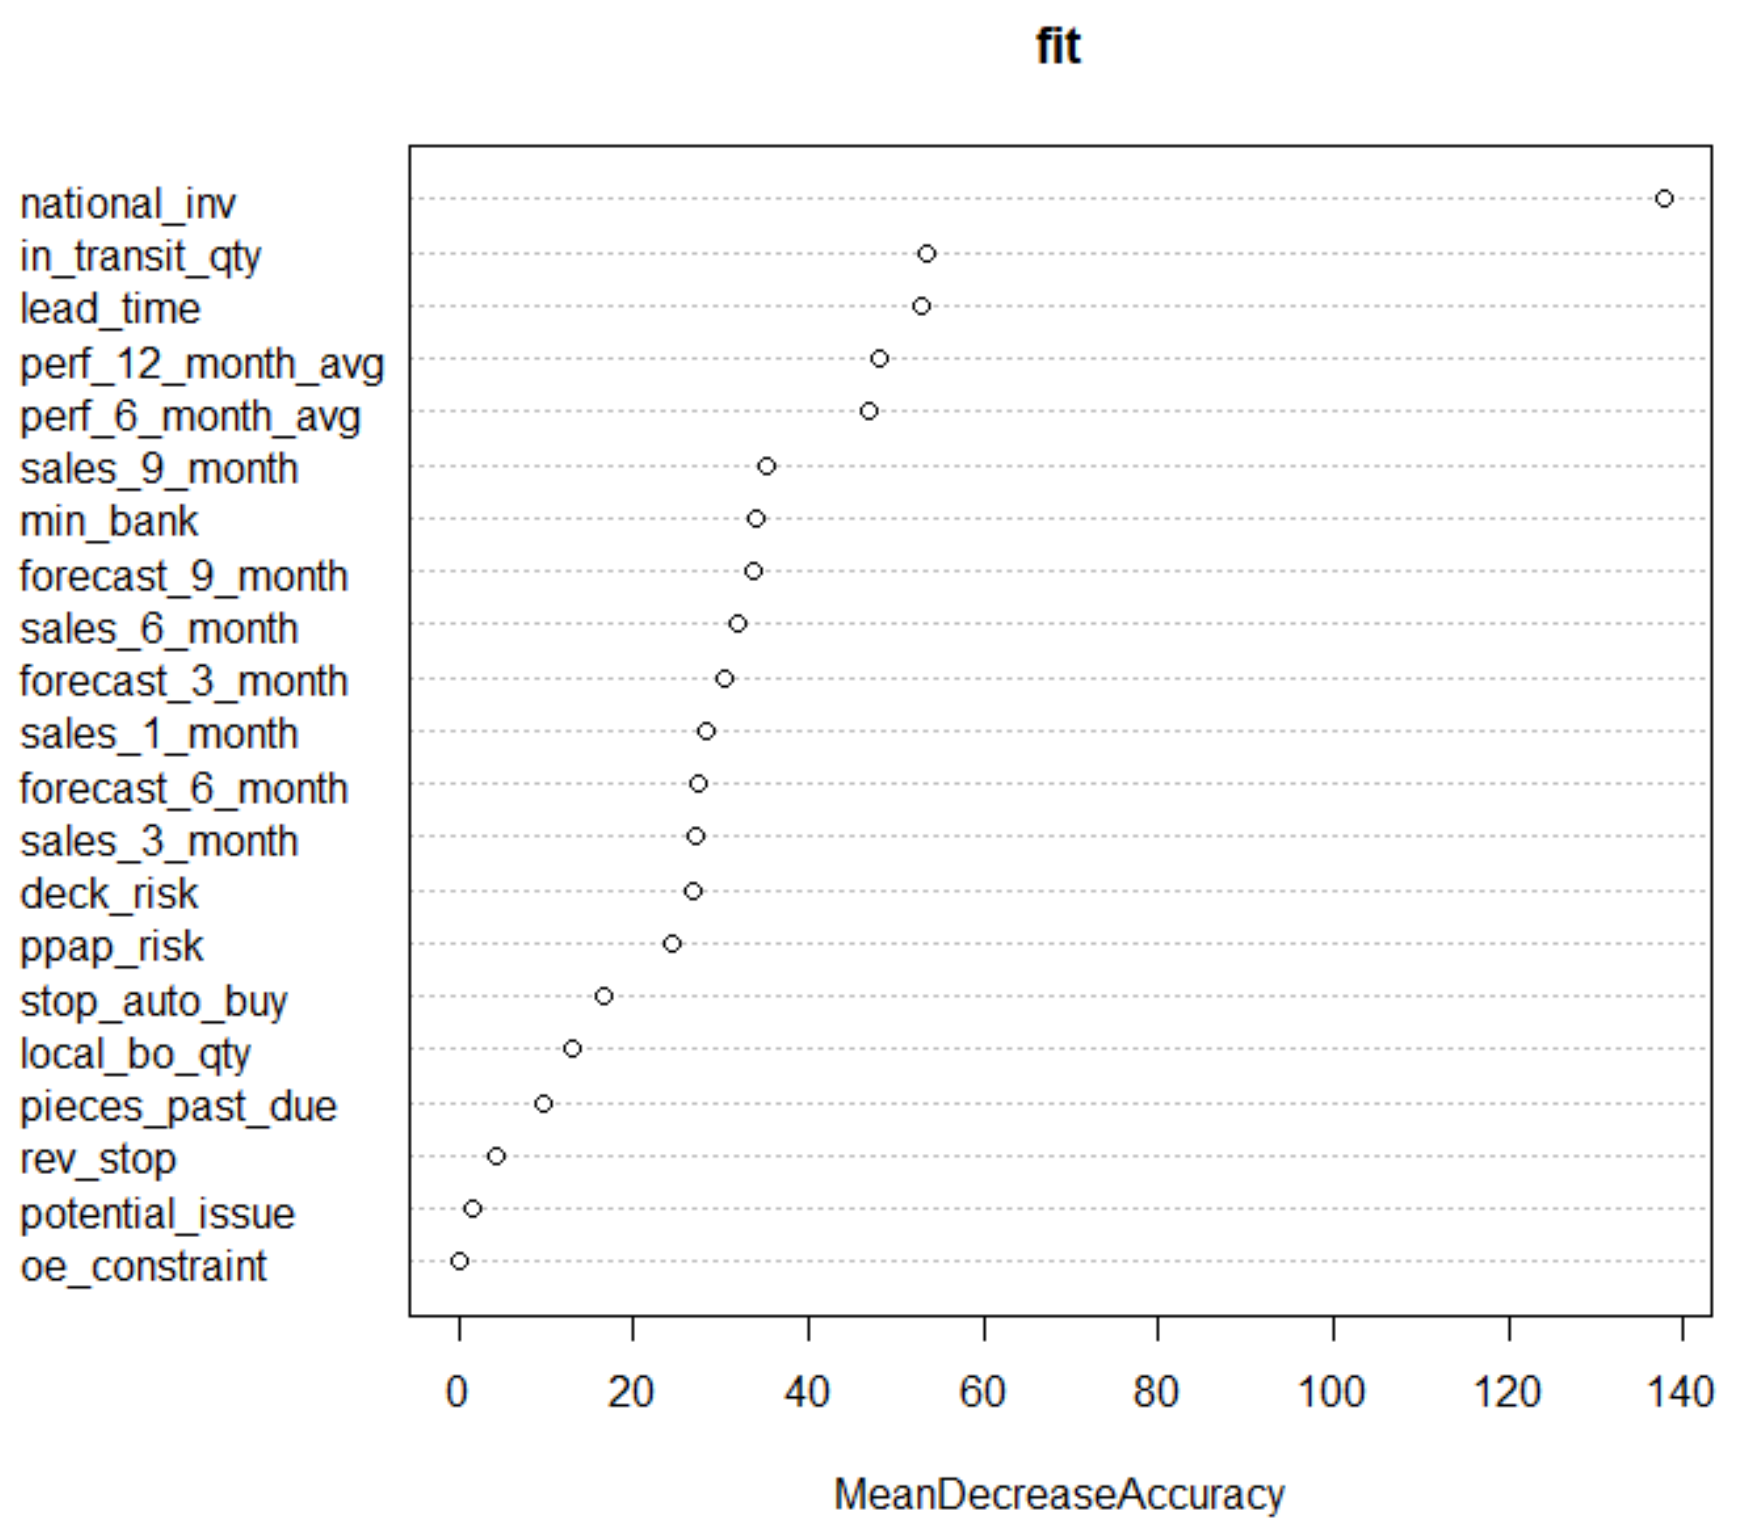 fit
national_inv
in_transit_qty
lead_time
perf_12_month_avg
perf_6_month_avg
sales_9_month
min_bank
forecast_9_month
sales_6_month
forecast_3_month
sales_1_month
forecast_6_month
sales_3_month
deck_risk
ppap_risk
stop_auto_buy
local_bo_qty
pieces_past_due
rev_stop
potential_issue
oe_constraint
0 20 40 60 80 100 120 140
MeanDecreaseAccuracy